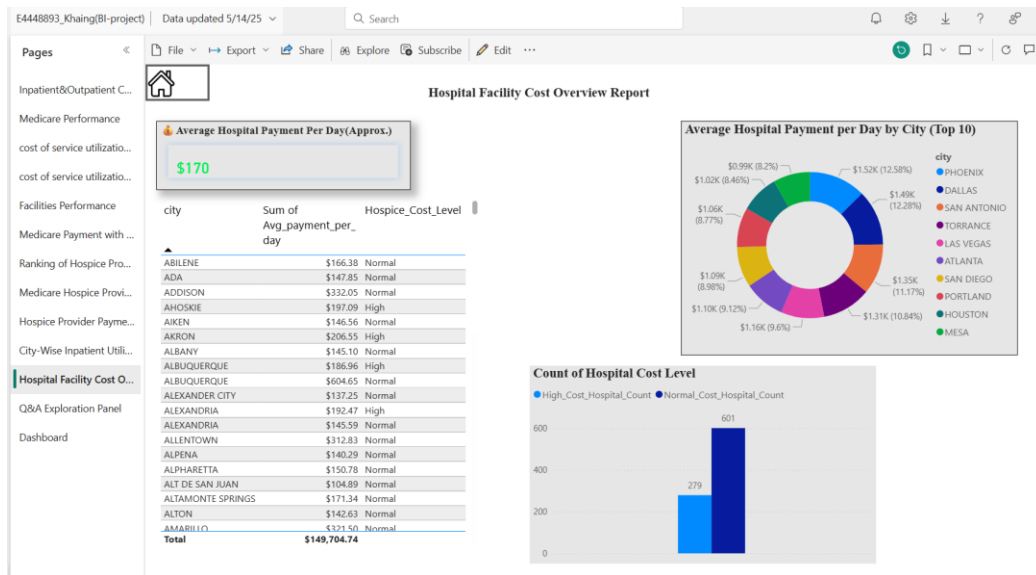 E4448893_Khaing(BI-project) Data updated 5/14/25 Search
Pages File Export Share Explore Subscribe Edit ...
Inpatient&Outpatient C...
Medicare Performance
cost of service utilizatio...
cost of service utilizatio...
Facilities Performance
Medicare Payment with ...
Ranking of Hospice Pro...
Medicare Hospice Provi...
Hospice Provider Payme...
City-Wise Inpatient Utili...
Hospital Facility Cost O...
Q&A Exploration Panel
Dashboard
Hospital Facility Cost Overview Report
Average Hospital Payment Per Day(Approx.)
$170
city Sum of Avg_payment_per_day Hospice_Cost_Level
ABILENE $166.38 Normal
ADA $147.85 Normal
ADDISON $332.05 Normal
AHOSKIE $197.09 High
AIKEN $146.56 Normal
AKRON $206.55 High
ALBANY $145.10 Normal
ALBUQUERQUE $186.96 High
ALBUQUERQUE $604.65 Normal
ALEXANDER CITY $137.25 Normal
ALEXANDRIA $192.47 High
ALEXANDRIA $145.59 Normal
ALLENTOWN $312.83 Normal
ALPENA $140.29 Normal
ALPHARETTA $150.78 Normal
ALT DE SAN JUAN $104.89 Normal
ALTAMONTE SPRINGS $171.34 Normal
ALTON $142.63 Normal
AMARILLO $321.50 Normal
Total $149,704.74
Average Hospital Payment per Day by City (Top 10)
$1.52K (12.58%)
$1.49K (12.28%)
$1.35K (11.17%)
$1.31K (10.84%)
$1.16K (9.6%)
$1.10K (9.12%)
$1.09K (8.98%)
$1.06K (8.77%)
$1.02K (8.46%)
$0.99K (8.2%)
city
PHOENIX
DALLAS
SAN ANTONIO
TORRANCE
LAS VEGAS
ATLANTA
SAN DIEGO
PORTLAND
HOUSTON
MESA
Count of Hospital Cost Level
High_Cost_Hospital_Count Normal_Cost_Hospital_Count
600
400
200
0
279
601